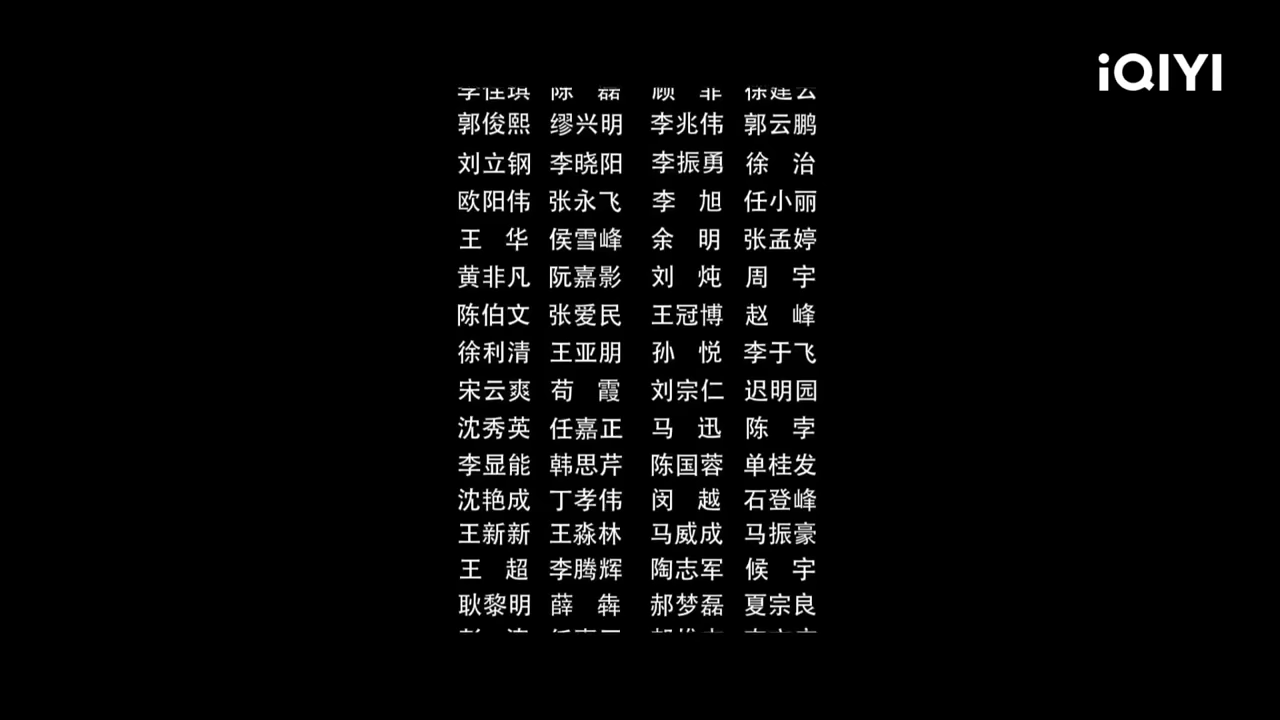 iQIYI
郭俊熙 缪兴明 李兆伟 郭云鹏
刘立钢 李晓阳 李振勇 徐 治
欧阳伟 张永飞 李 旭 任小丽
王 华 侯雪峰 余 明 张孟婷
黄非凡 阮嘉影 刘 炖 周 宇
陈伯文 张爱民 王冠博 赵 峰
徐利清 王亚朋 孙 悦 李于飞
宋云爽 苟 霞 刘宗仁 迟明园
沈秀英 任嘉正 马 迅 陈 孛
李显能 韩思芹 陈国蓉 单桂发
沈艳成 丁孝伟 闵 越 石登峰
王新新 王淼林 马威成 马振豪
王 超 李腾辉 陶志军 候 宇
耿黎明 薛 犇 郝梦磊 夏宗良